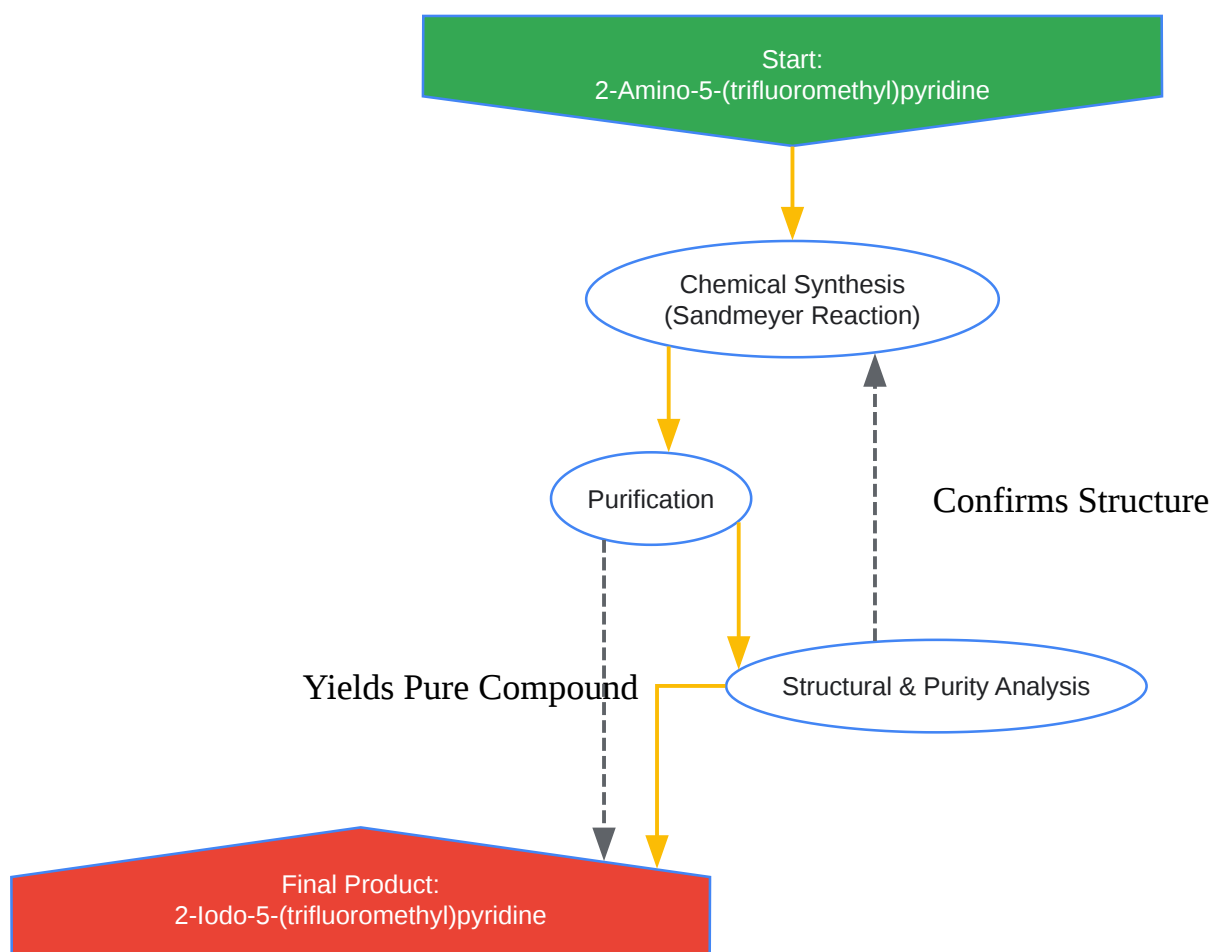 Start:
2-Amino-5-(trifluoromethyl)pyridine
Chemical Synthesis
(Sandmeyer Reaction)
Purification
Confirms Structure
Yields Pure Compound
Structural & Purity Analysis
Final Product:
2-Iodo-5-(trifluoromethyl)pyridine